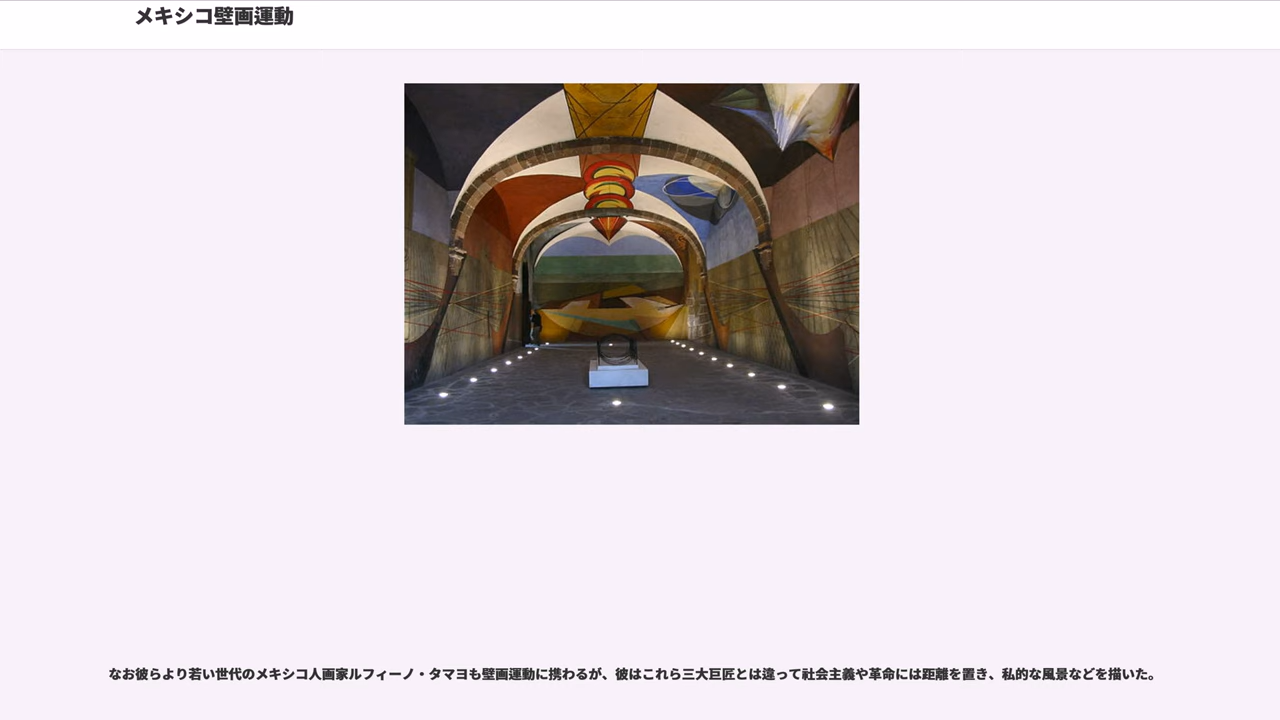 メキシコ壁画運動
なお彼らより若い世代のメキシコ人画家ルフィーノ・タマヨも壁画運動に携わるが、彼はこれら三大巨匠とは違って社会主義や革命には距離を置き、私的な風景などを描いた。